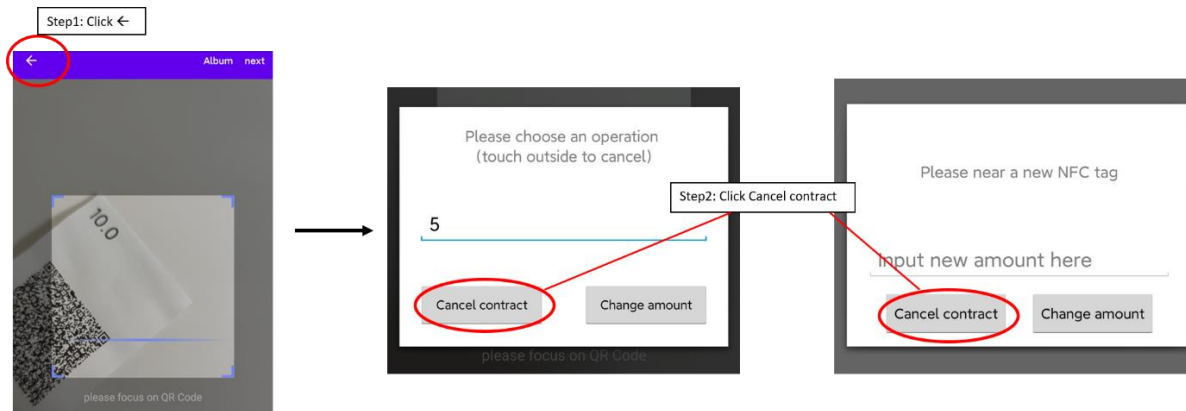 Step1: Click ←
← Album next
10.0
please focus on QR Code
Please choose an operation
(touch outside to cancel)
5
Cancel contract Change amount
please focus on QR Code
Step2: Click Cancel contract
Please near a new NFC tag
Input new amount here
Cancel contract Change amount